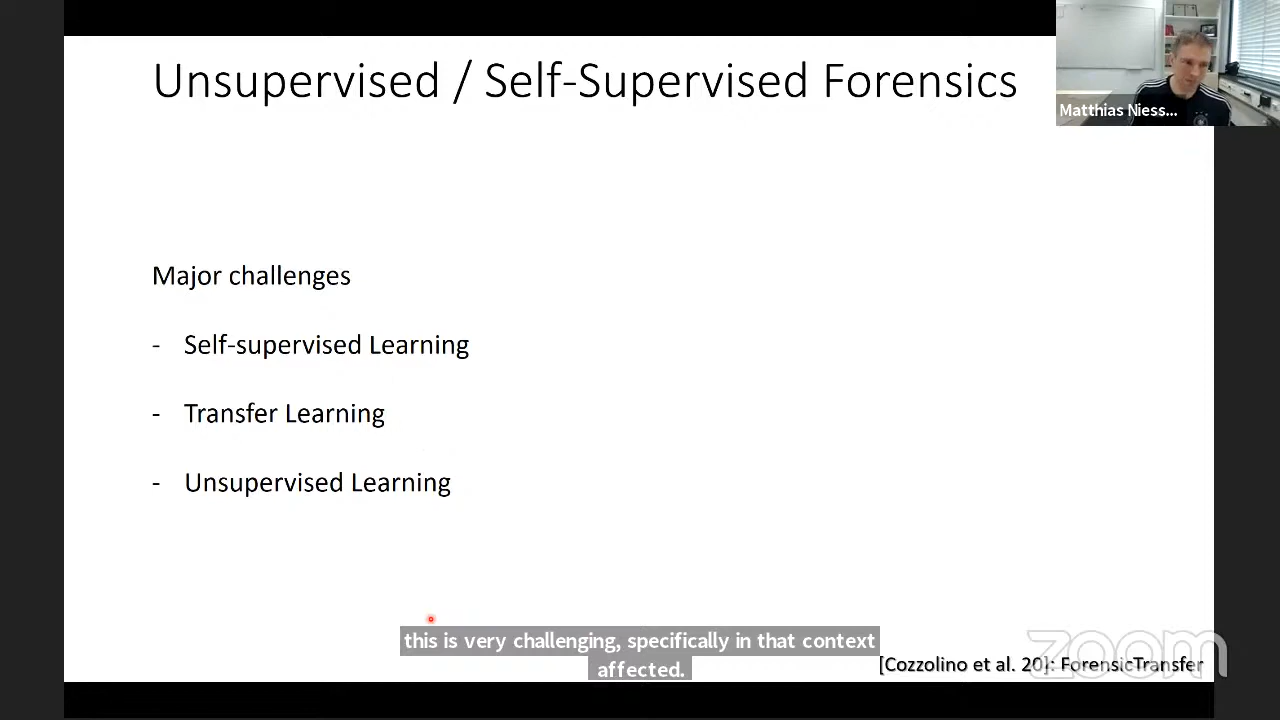 Unsupervised / Self-Supervised Forensics
Matthias Niess...
Major challenges
- Self-supervised Learning
- Transfer Learning
- Unsupervised Learning
this is very challenging, specifically in that context
affected.
[Cozzolino et al. 20]: ForensicTransfer
zoom